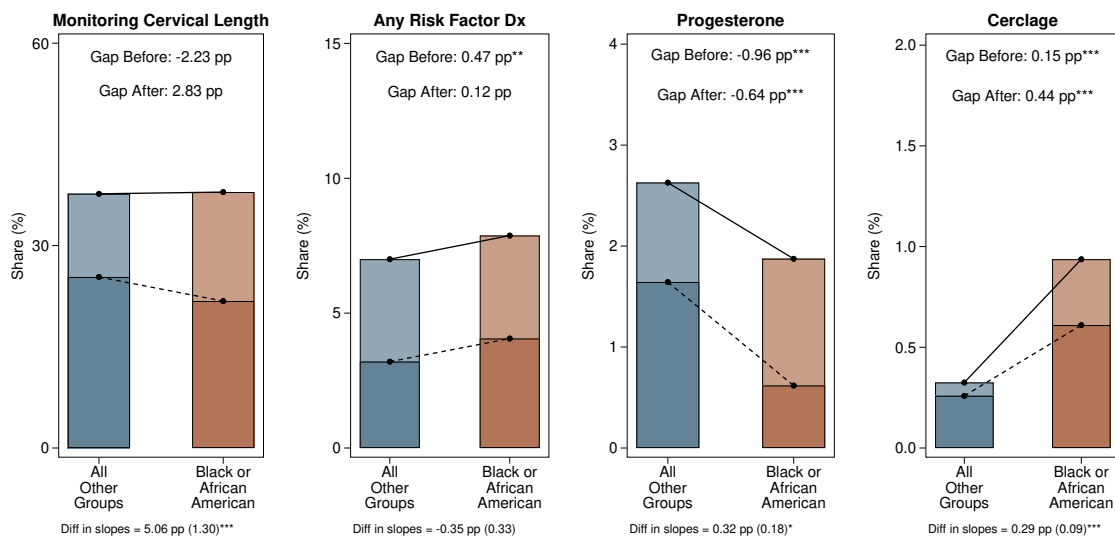 Monitoring Cervical Length
Gap Before: -2.23 pp
Gap After: 2.83 pp
Share (%)
60
30
0
All
Other
Groups
Black or
African
American
Diff in slopes = 5.06 pp (1.30)***
Any Risk Factor Dx
Gap Before: 0.47 pp**
Gap After: 0.12 pp
Share (%)
15
10
5
0
All
Other
Groups
Black or
African
American
Diff in slopes = -0.35 pp (0.33)
Progesterone
Gap Before: -0.96 pp***
Gap After: -0.64 pp***
Share (%)
4
3
2
1
0
All
Other
Groups
Black or
African
American
Diff in slopes = 0.32 pp (0.18)*
Cerclage
Gap Before: 0.15 pp***
Gap After: 0.44 pp***
Share (%)
2.0
1.5
1.0
0.5
0.0
All
Other
Groups
Black or
African
American
Diff in slopes = 0.29 pp (0.09)***